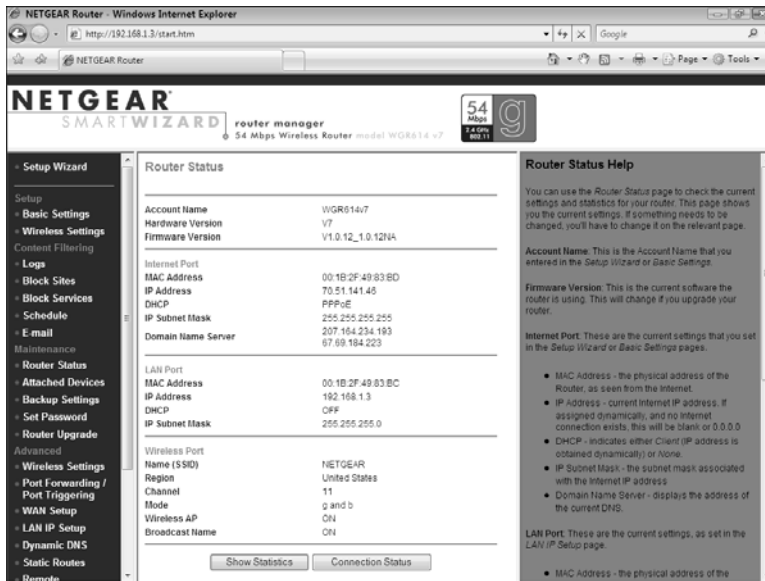 NETGEAR Router - Windows Internet Explorer
http://192.168.1.3/start.htm
Google
NETGEAR Router
Page
Tools
NETGEAR
SMARTWIZARD
router manager
54 Mbps Wireless Router model WGR614 v7
54
Mbps
2.4 GHz
802.11
g
Setup Wizard
Setup
Basic Settings
Wireless Settings
Content Filtering
Logs
Block Sites
Block Services
Schedule
E-mail
Maintenance
Router Status
Attached Devices
Backup Settings
Set Password
Router Upgrade
Advanced
Wireless Settings
Port Forwarding /
Port Triggering
WAN Setup
LAN IP Setup
Dynamic DNS
Static Routes
Remote
Router Status
Account Name WGR614v7
Hardware Version V7
Firmware Version V1.0.12_1.0.12NA
Internet Port
MAC Address 00:1B:2F:49:83:BD
IP Address 70.51.141.46
DHCP PPPoE
IP Subnet Mask 255.255.255.255
Domain Name Server 207.164.234.193
67.69.184.223
LAN Port
MAC Address 00:1B:2F:49:83:BC
IP Address 192.168.1.3
DHCP OFF
IP Subnet Mask 255.255.255.0
Wireless Port
Name (SSID) NETGEAR
Region United States
Channel 11
Mode g and b
Wireless AP ON
Broadcast Name ON
Show Statistics Connection Status
Router Status Help
You can use the Router Status page to check the current
settings and statistics for your router. This page shows
you the current settings. If something needs to be
changed, you'll have to change it on the relevant page.
Account Name: This is the Account Name that you
entered in the Setup Wizard or Basic Settings.
Firmware Version: This is the current software the
router is using. This will change if you upgrade your
router.
Internet Port: These are the current settings that you set
in the Setup Wizard or Basic Settings pages.
MAC Address - the physical address of the
Router, as seen from the Internet.
IP Address - current Internet IP address. If
assigned dynamically, and no Internet
connection exists, this will be blank or 0.0.0.0
DHCP - indicates either Client (IP address is
obtained dynamically) or None.
IP Subnet Mask - the subnet mask associated
with the Internet IP address
Domain Name Server - displays the address of
the current DNS.
LAN Port: These are the current settings, as set in the
LAN IP Setup page.
MAC Address - the physical address of the